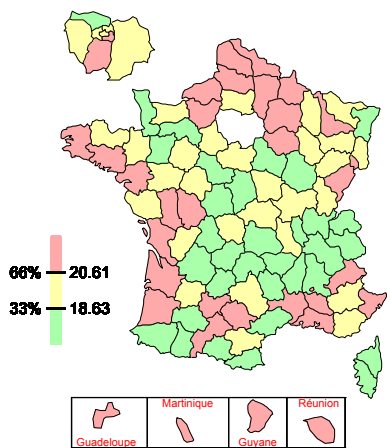 66% 20.61
33% 18.63
Guadeloupe
Martinique
Guyane
Réunion